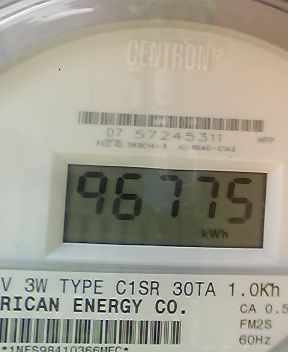 CENTRON
07 57245311
96775
kWh
V 3W TYPE C1SR 30TA 1.0Kh
RICAN ENERGY CO.
CA 0.5
FM2S
60Hz